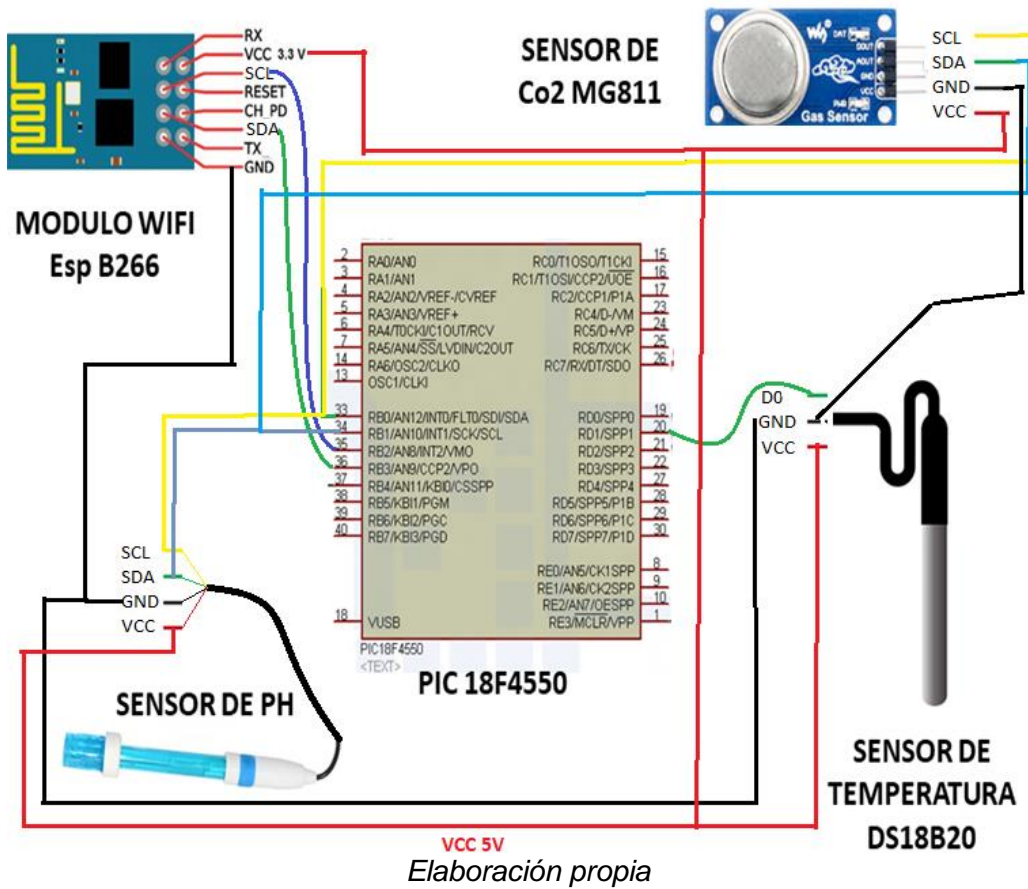 RX
VCC 3.3 V
SCL
RESET
CH_PD
SDA
TX_
GND
MODULO WIFI
Esp B266
SENSOR DE
Co2 MG811
DAT
DOUT
AOUT
GND
VCC
PWR
Gas Sensor
SCL
SDA
GND
VCC
2 RA0/AN0
3 RA1/AN1
4 RA2/AN2/VREF-/CVREF
5 RA3/AN3/VREF+
6 RA4/T0CKI/C1OUT/RCV
7 RA5/AN4/SS/LVDIN/C2OUT
14 RA6/OSC2/CLKO
13 OSC1/CLKI
33 RB0/AN12/INT0/FLT0/SDI/SDA
34 RB1/AN10/INT1/SCK/SCL
35 RB2/AN8/INT2/VMO
36 RB3/AN9/CCP2/VPO
37 RB4/AN11/KBI0/CSSPP
38 RB5/KBI1/PGM
39 RB6/KBI2/PGC
40 RB7/KBI3/PGD
18 VUSB
RC0/T1OSO/T1CKI 15
RC1/T1OSI/CCP2/UOE 16
RC2/CCP1/P1A 17
RC4/D-/VM 23
RC5/D+/VP 24
RC6/TX/CK 25
RC7/RX/DT/SDO 26
RD0/SPP0 19
RD1/SPP1 20
RD2/SPP2 21
RD3/SPP3 22
RD4/SPP4 27
RD5/SPP5/P1B 28
RD6/SPP6/P1C 29
RD7/SPP7/P1D 30
RE0/AN5/CK1SPP 8
RE1/AN6/CK2SPP 9
RE2/AN7/OESPP 10
RE3/MCLR/VPP 1
PIC18F4550
<TEXT>
PIC 18F4550
D0
GND
VCC
SCL
SDA
GND
VCC
SENSOR DE PH
SENSOR DE
TEMPERATURA
DS18B20
VCC 5V
Elaboración propia